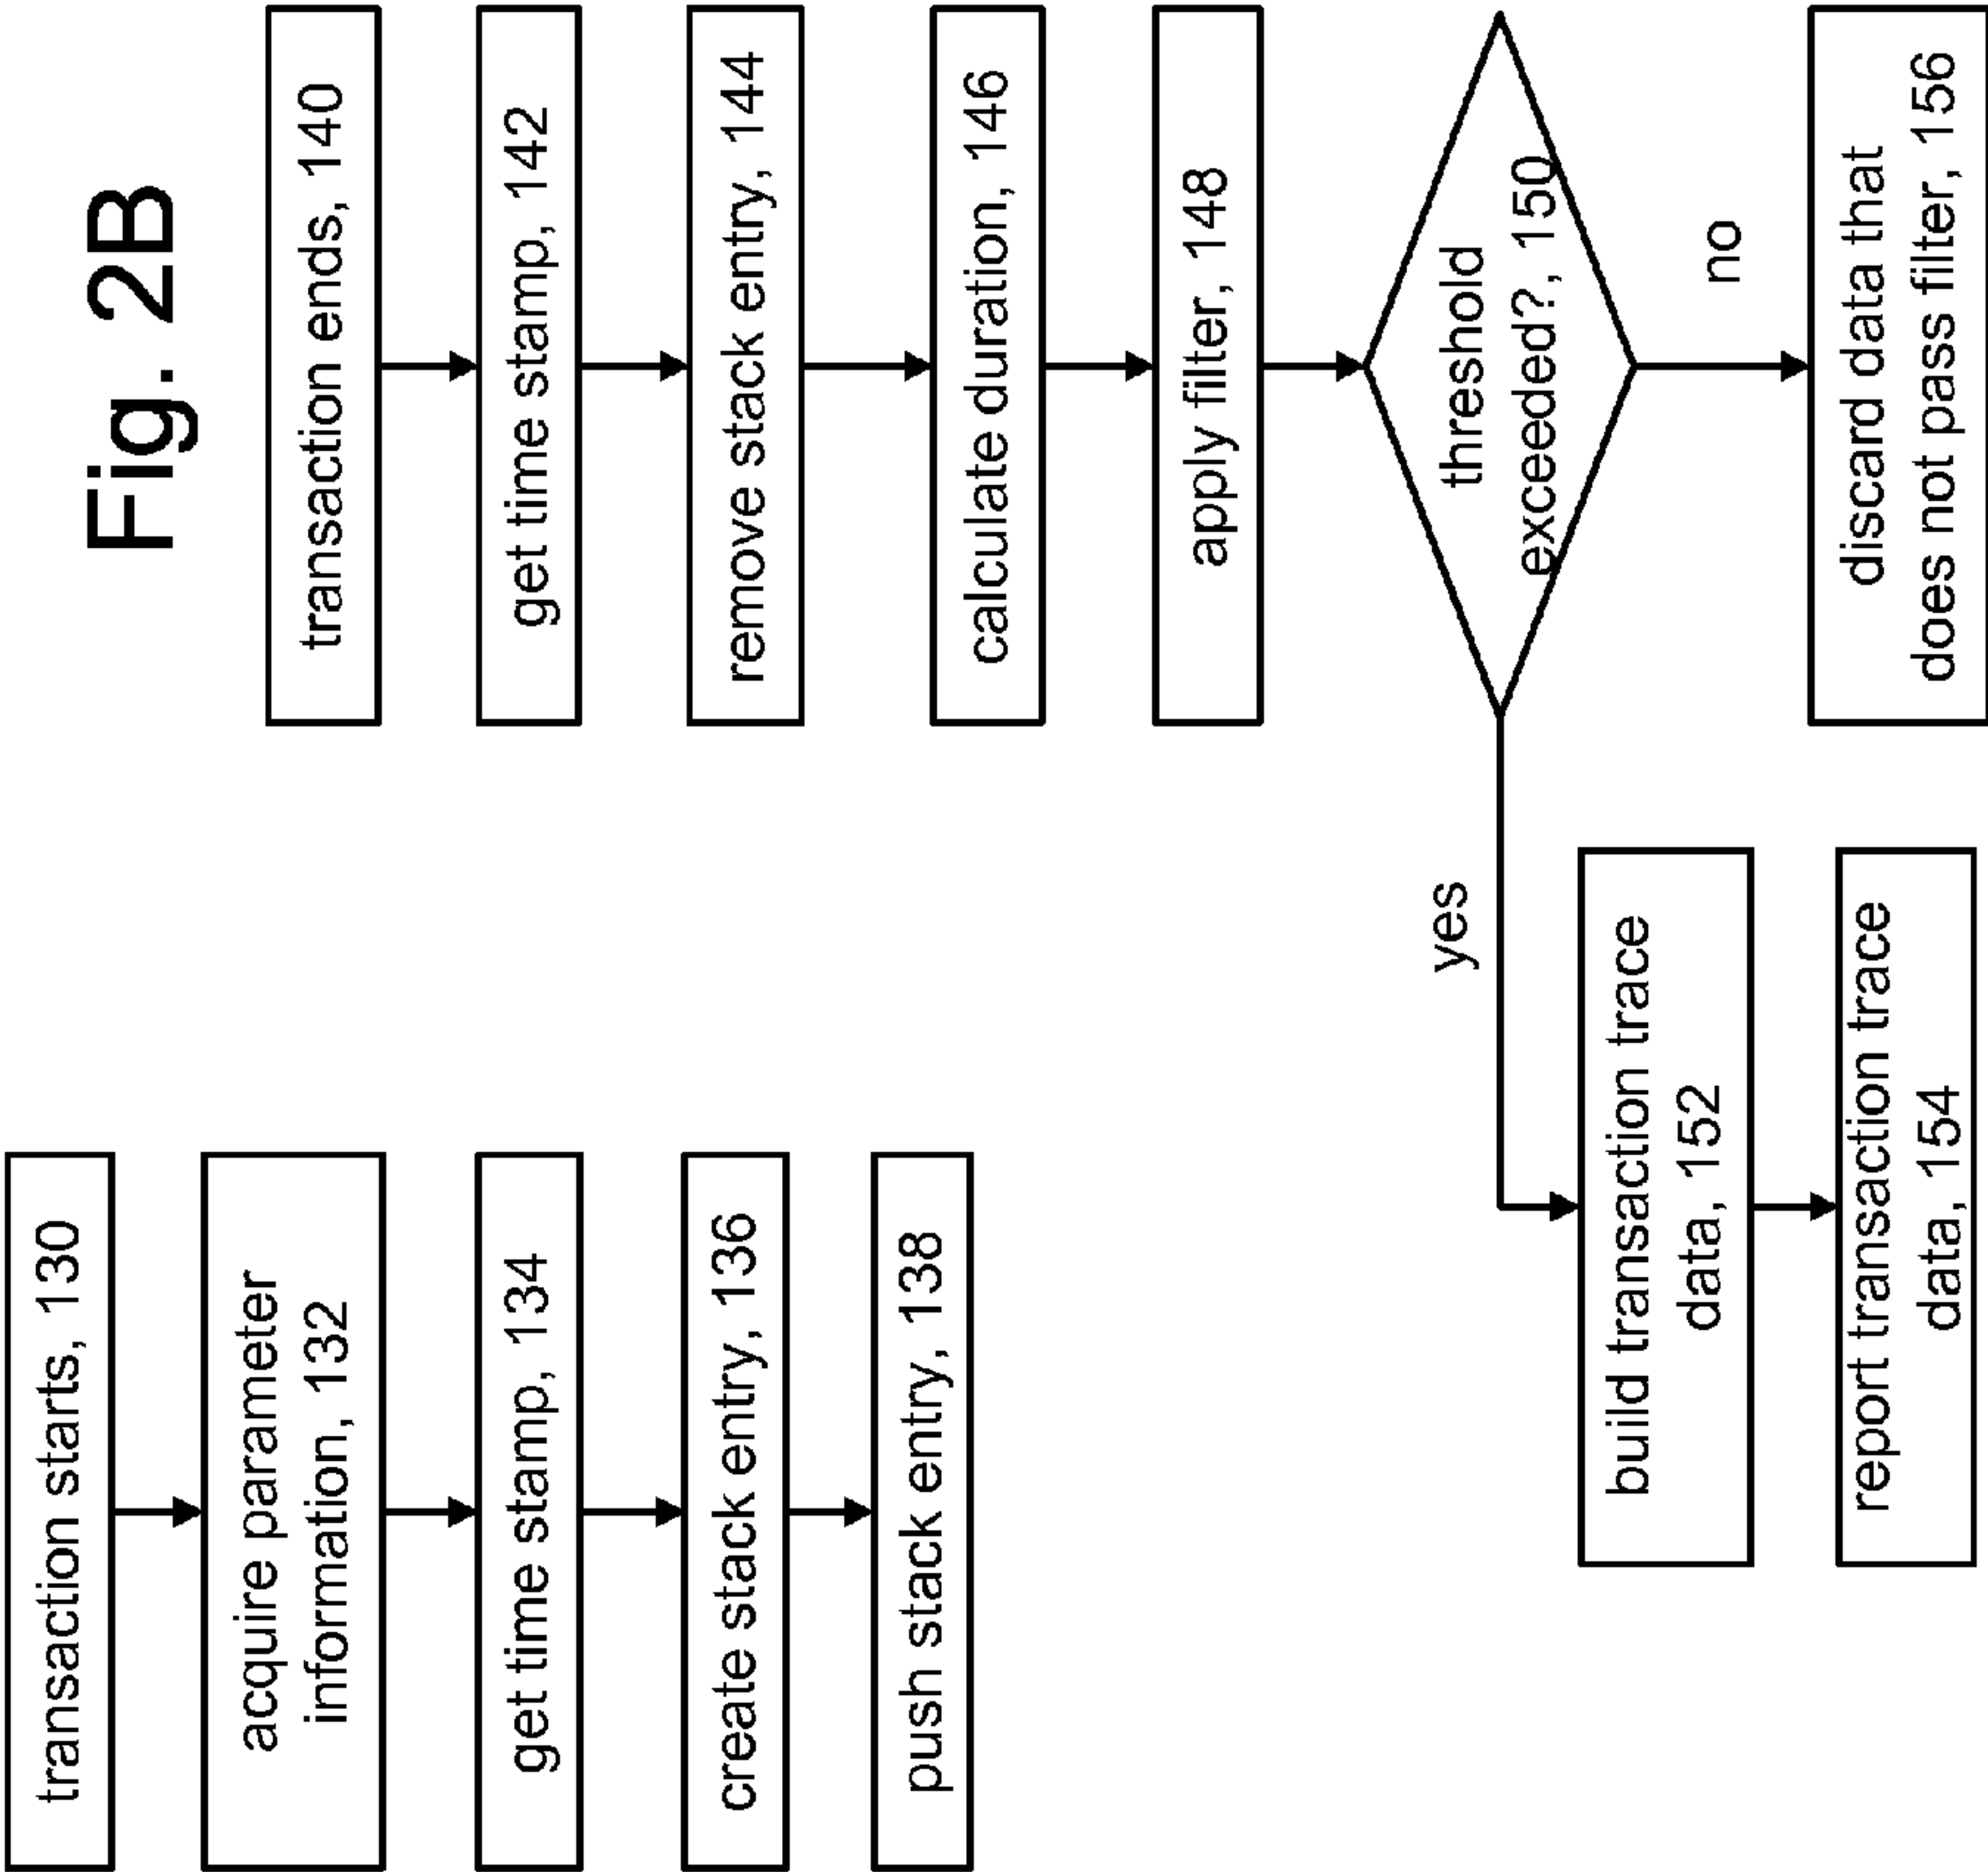 Fig. 2B
transaction starts, 130
acquire parameter
information, 132
get time stamp, 134
create stack entry, 136
push stack entry, 138
transaction ends, 140
get time stamp, 142
remove stack entry, 144
calculate duration, 146
apply filter, 148
threshold
exceeded?, 150
yes
no
build transaction trace
data, 152
report transaction trace
data, 154
discard data that
does not pass filter, 156